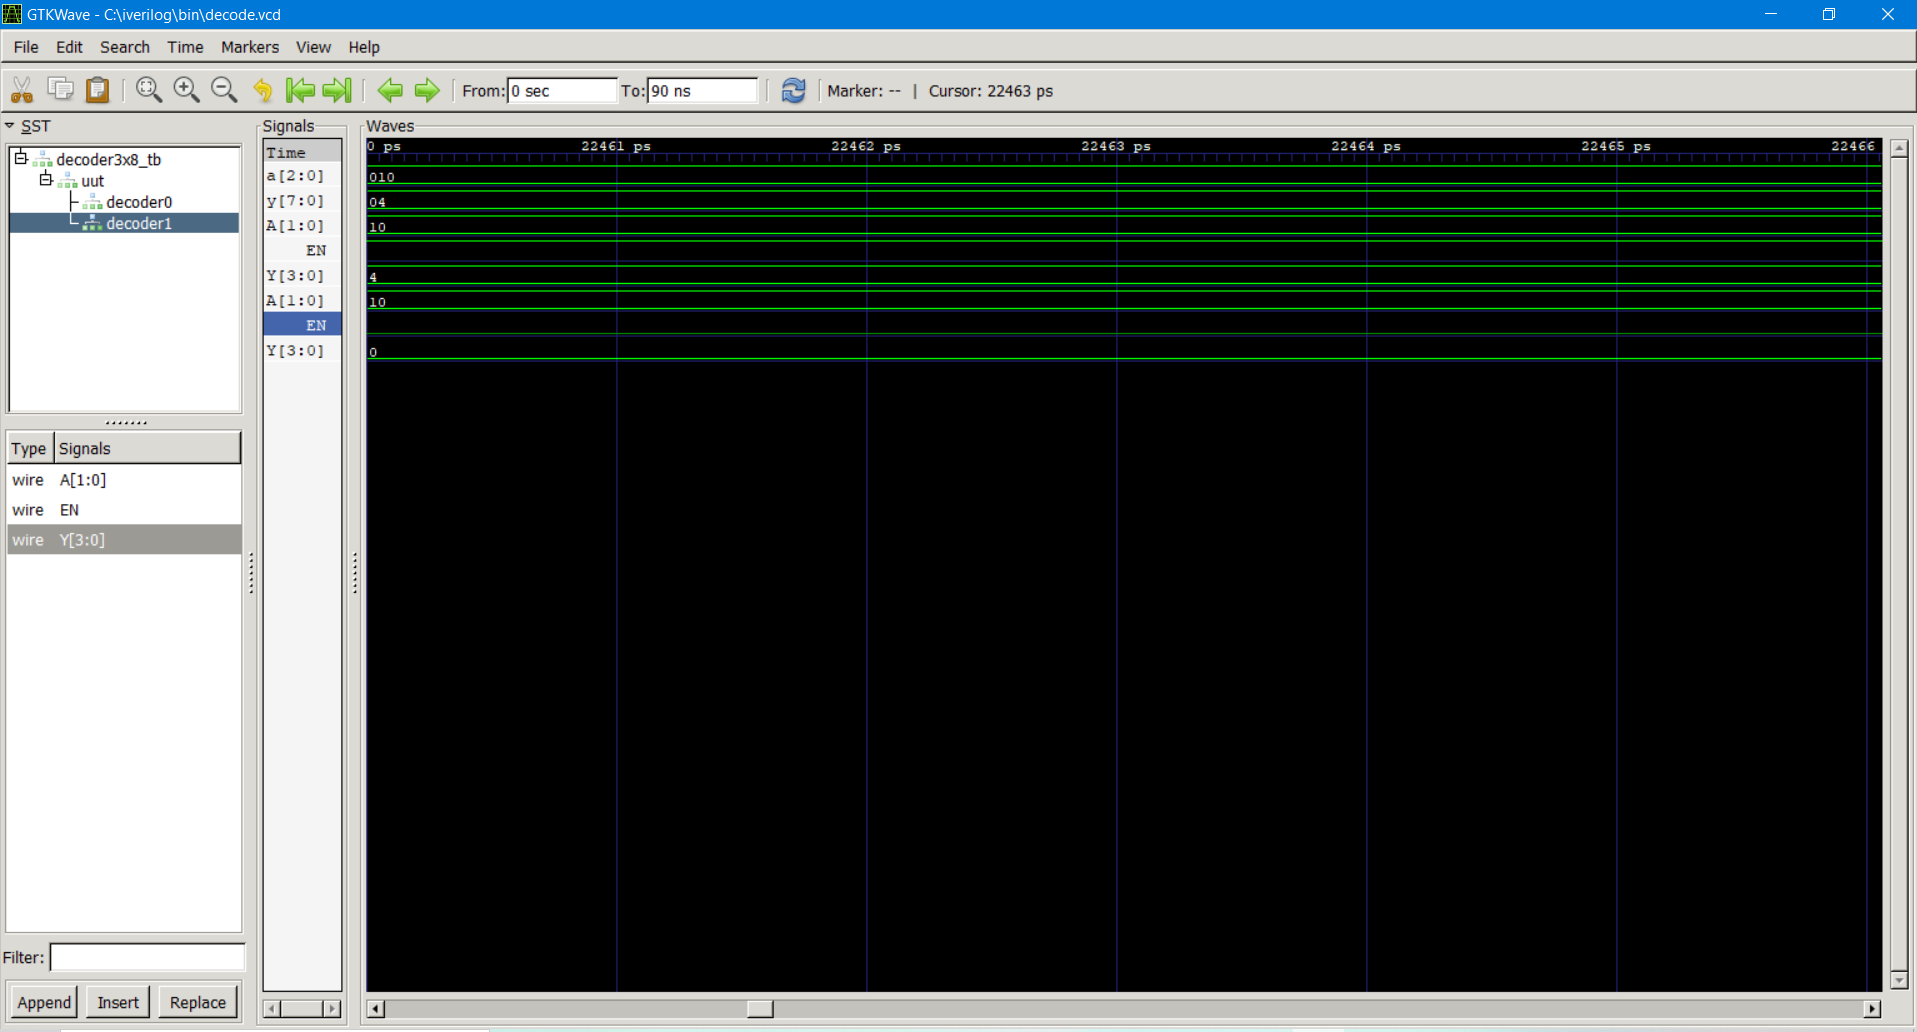 GTKWave - C:\iverilog\bin\decode.vcd
File Edit Search Time Markers View Help
From: 0 sec To: 90 ns Marker: -- | Cursor: 22463 ps
SST
decoder3x8_tb
uut
decoder0
decoder1
Type Signals
wire A[1:0]
wire EN
wire Y[3:0]
Filter:
Append Insert Replace
Signals
Time
a[2:0]
y[7:0]
A[1:0]
EN
Y[3:0]
A[1:0]
EN
Y[3:0]
Waves
0 ps 22461 ps 22462 ps 22463 ps 22464 ps 22465 ps 22466
010
04
10
4
10
0